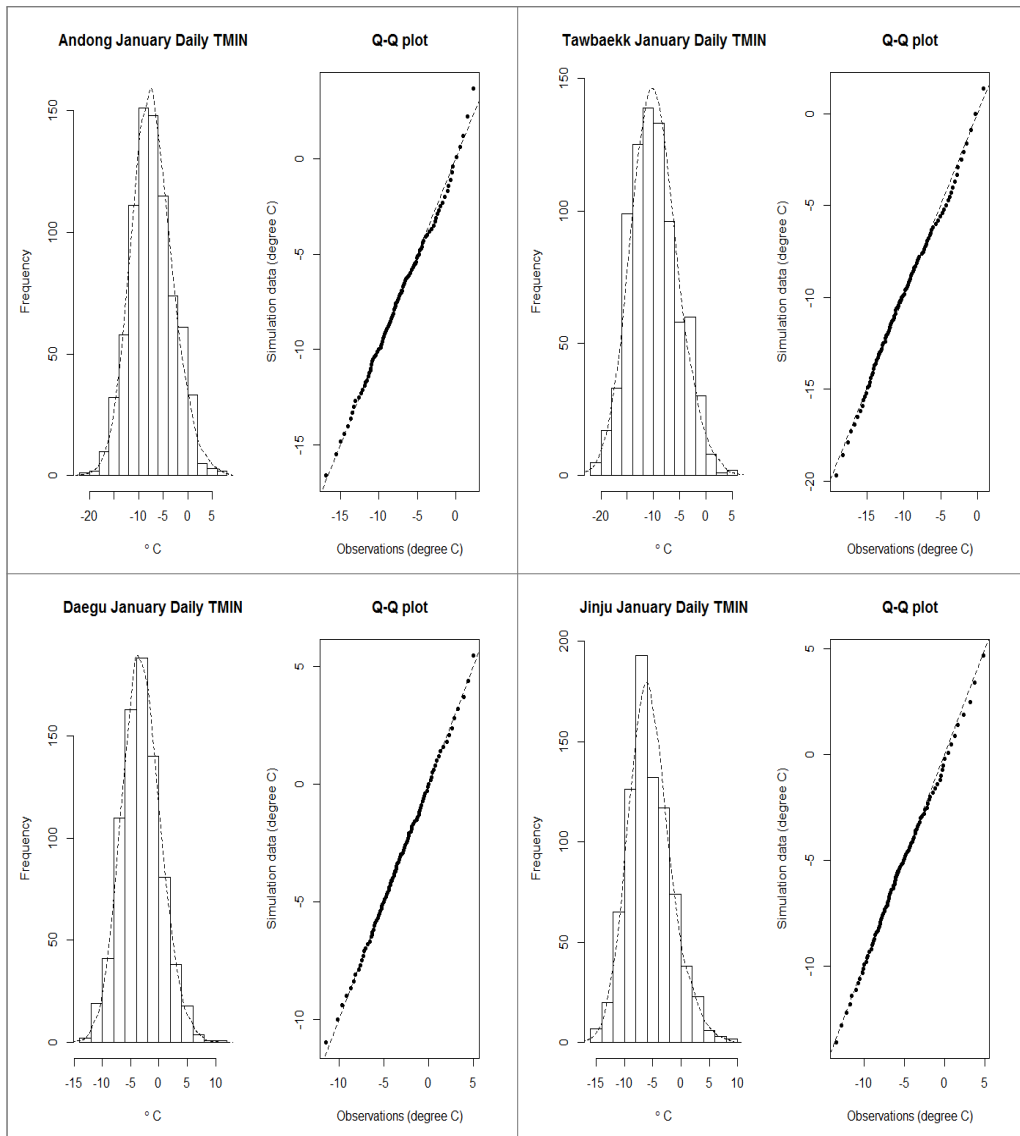 Andong January Daily TMIN
Q-Q plot
Frequency
0 50 100 150
-20 -10 -5 0 5
º C
Simulation data (degree C)
-15 -10 -5 0
-15 -10 -5 0
Observations (degree C)
Tawbaekk January Daily TMIN
Q-Q plot
Frequency
0 50 100 150
-20 -10 -5 0 5
º C
Simulation data (degree C)
-20 -15 -10 -5 0
-15 -10 -5 0
Observations (degree C)
Daegu January Daily TMIN
Q-Q plot
Frequency
0 50 100 150
-15 -10 -5 0 5 10
º C
Simulation data (degree C)
-10 -5 0 5
-10 -5 0 5
Observations (degree C)
Jinju January Daily TMIN
Q-Q plot
Frequency
0 50 100 150 200
-15 -10 -5 0 5 10
º C
Simulation data (degree C)
-10 -5 0 5
-10 -5 0 5
Observations (degree C)